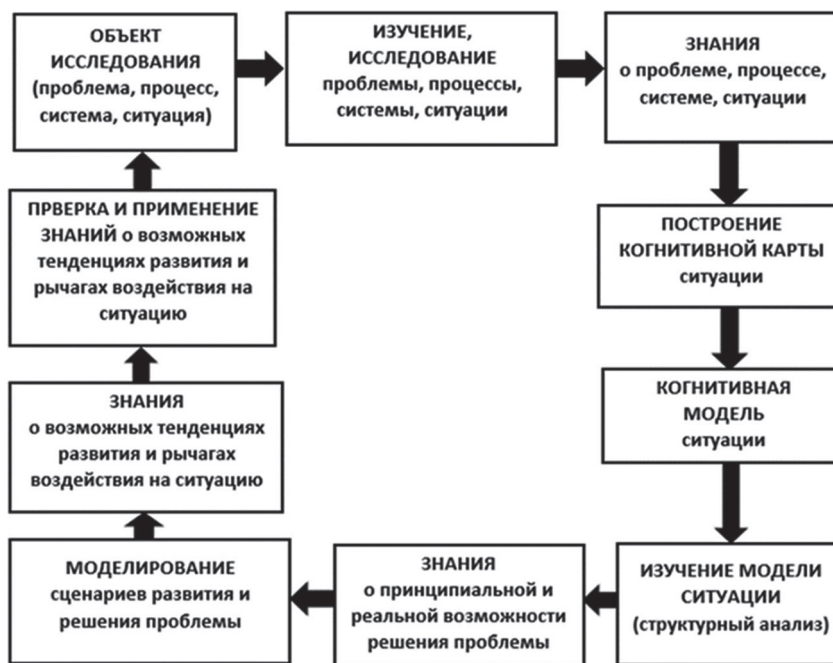 ОБЪЕКТ
ИССЛЕДОВАНИЯ
(проблема, процесс,
система, ситуация)
ИЗУЧЕНИЕ,
ИССЛЕДОВАНИЕ
проблемы, процессы,
системы, ситуации
ЗНАНИЯ
о проблеме, процессе,
системе, ситуации
ПОСТРОЕНИЕ
КОГНИТИВНОЙ КАРТЫ
ситуации
КОГНИТИВНАЯ
МОДЕЛЬ
ситуации
ИЗУЧЕНИЕ МОДЕЛИ
СИТУАЦИИ
(структурный анализ)
ЗНАНИЯ
о принципиальной и
реальной возможности
решения проблемы
МОДЕЛИРОВАНИЕ
сценариев развития и
решения проблемы
ЗНАНИЯ
о возможных тенденциях
развития и рычагах
воздействия на ситуацию
ПРВЕРКА И ПРИМЕНЕНИЕ
ЗНАНИЙ о возможных
тенденциях развития и
рычагах воздействия на
ситуацию